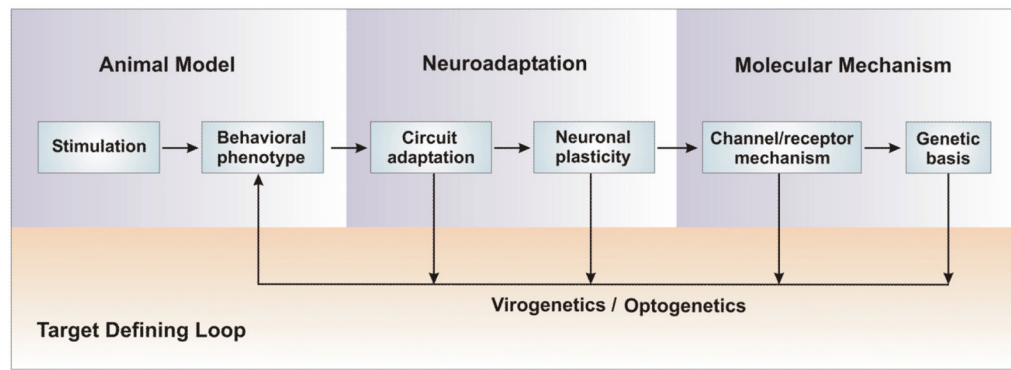 Animal Model
Neuroadaptation
Molecular Mechanism
Stimulation
Behavioral
phenotype
Circuit
adaptation
Neuronal
plasticity
Channel/receptor
mechanism
Genetic
basis
Virogenetics / Optogenetics
Target Defining Loop